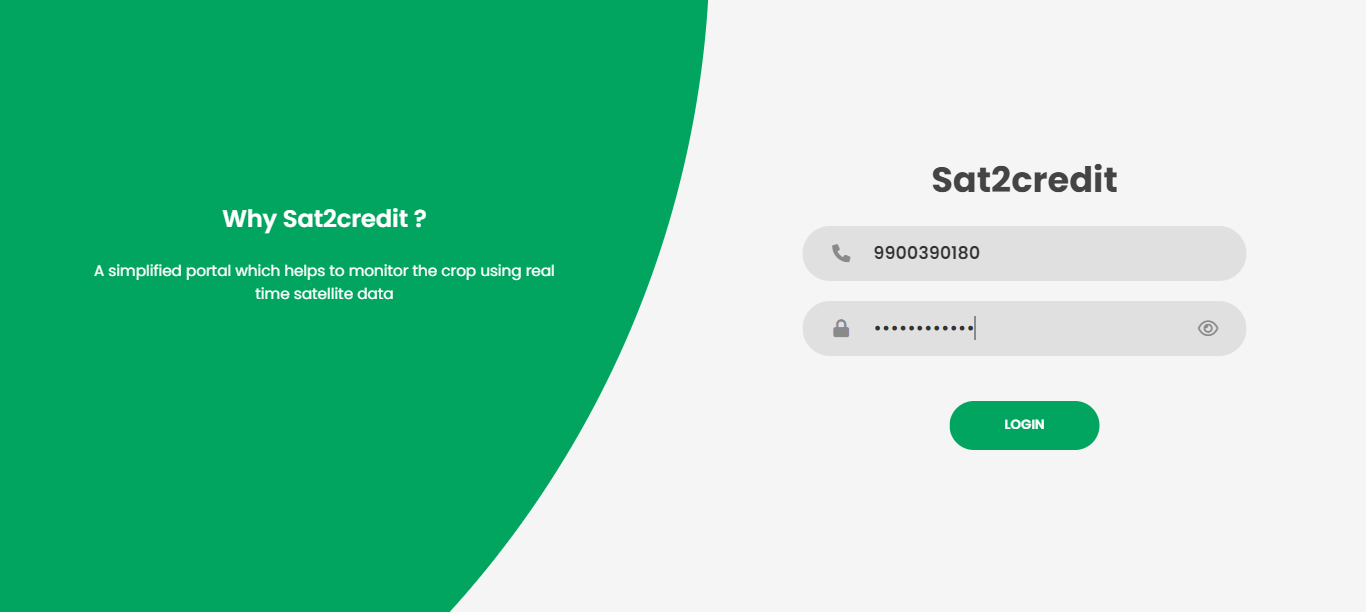 Why Sat2credit ?
A simplified portal which helps to monitor the crop using real
time satellite data
Sat2credit
9900390180
••••••••••••
LOGIN